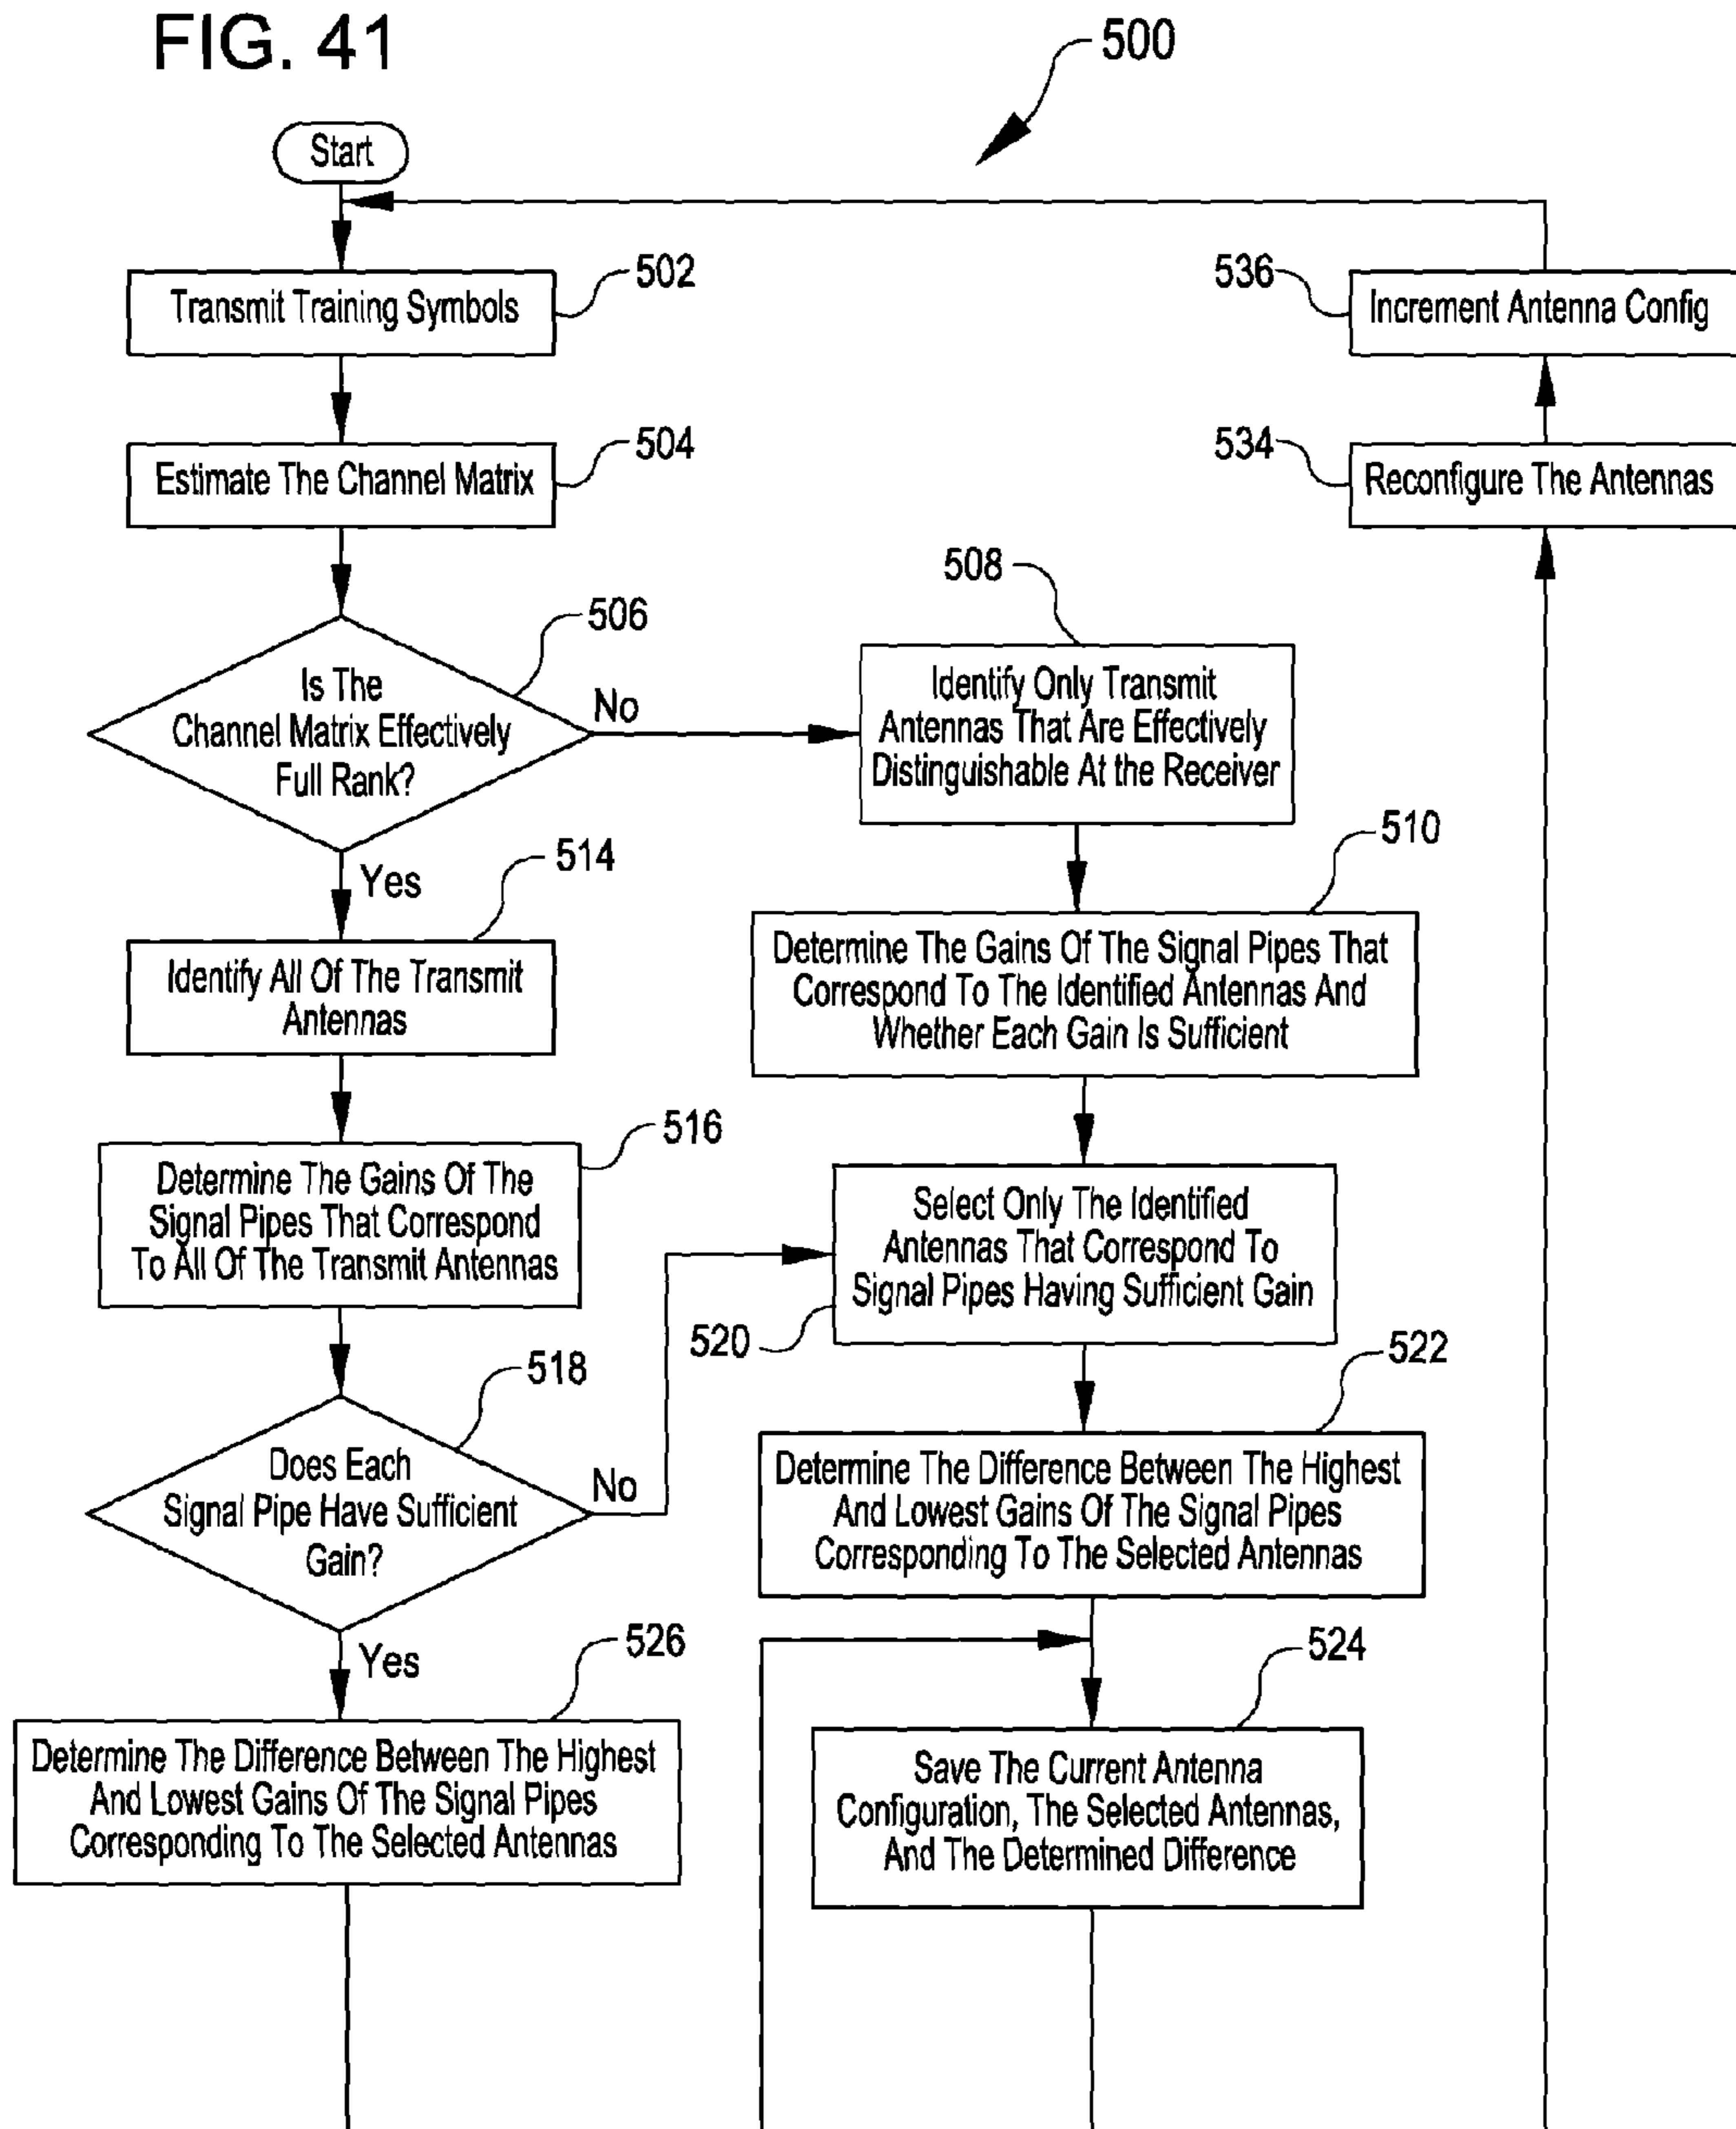 FIG. 41
500
Start
Transmit Training Symbols
502
Estimate The Channel Matrix
504
Is The
Channel Matrix Effectively
Full Rank?
506
No
Yes
508
Identify Only Transmit
Antennas That Are Effectively
Distinguishable At the Receiver
510
Determine The Gains Of The Signal Pipes That
Correspond To The Identified Antennas And
Whether Each Gain Is Sufficient
514
Identify All Of The Transmit
Antennas
516
Determine The Gains Of The
Signal Pipes That Correspond
To All Of The Transmit Antennas
518
Does Each
Signal Pipe Have Sufficient
Gain?
No
Yes
Select Only The Identified
Antennas That Correspond To
Signal Pipes Having Sufficient Gain
520
522
Determine The Difference Between The Highest
And Lowest Gains Of The Signal Pipes
Corresponding To The Selected Antennas
524
Save The Current Antenna
Configuration, The Selected Antennas,
And The Determined Difference
526
Determine The Difference Between The Highest
And Lowest Gains Of The Signal Pipes
Corresponding To The Selected Antennas
536
Increment Antenna Config
534
Reconfigure The Antennas